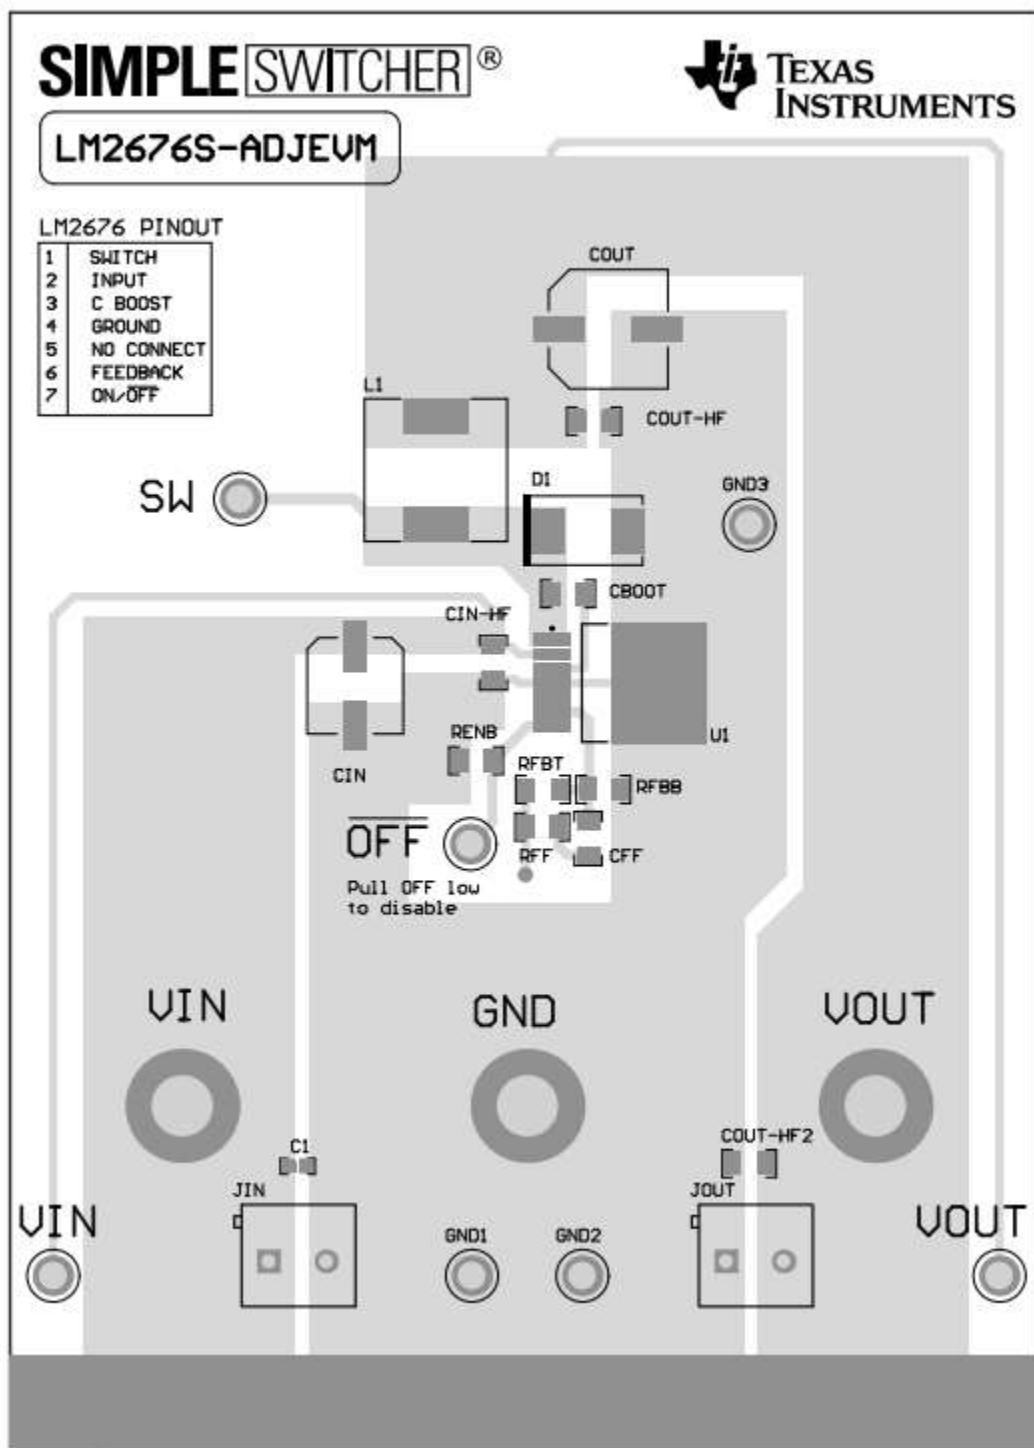 SIMPLE SWITCHER®
TEXAS
INSTRUMENTS
LM2676S-ADJEVM
LM2676 PINOUT
1 SWITCH
2 INPUT
3 C BOOST
4 GROUND
5 NO CONNECT
6 FEEDBACK
7 ON/OFF
COUT
L1
COUT-HF
SW
D1
GND3
CBOOT
CIN-HF
U1
RENB
CIN
RFBT
RFBB
OFF
RFF
CFF
Pull OFF low
to disable
VIN
GND
VOUT
C1
COUT-HF2
JIN
JOUT
VIN
GND1
GND2
VOUT